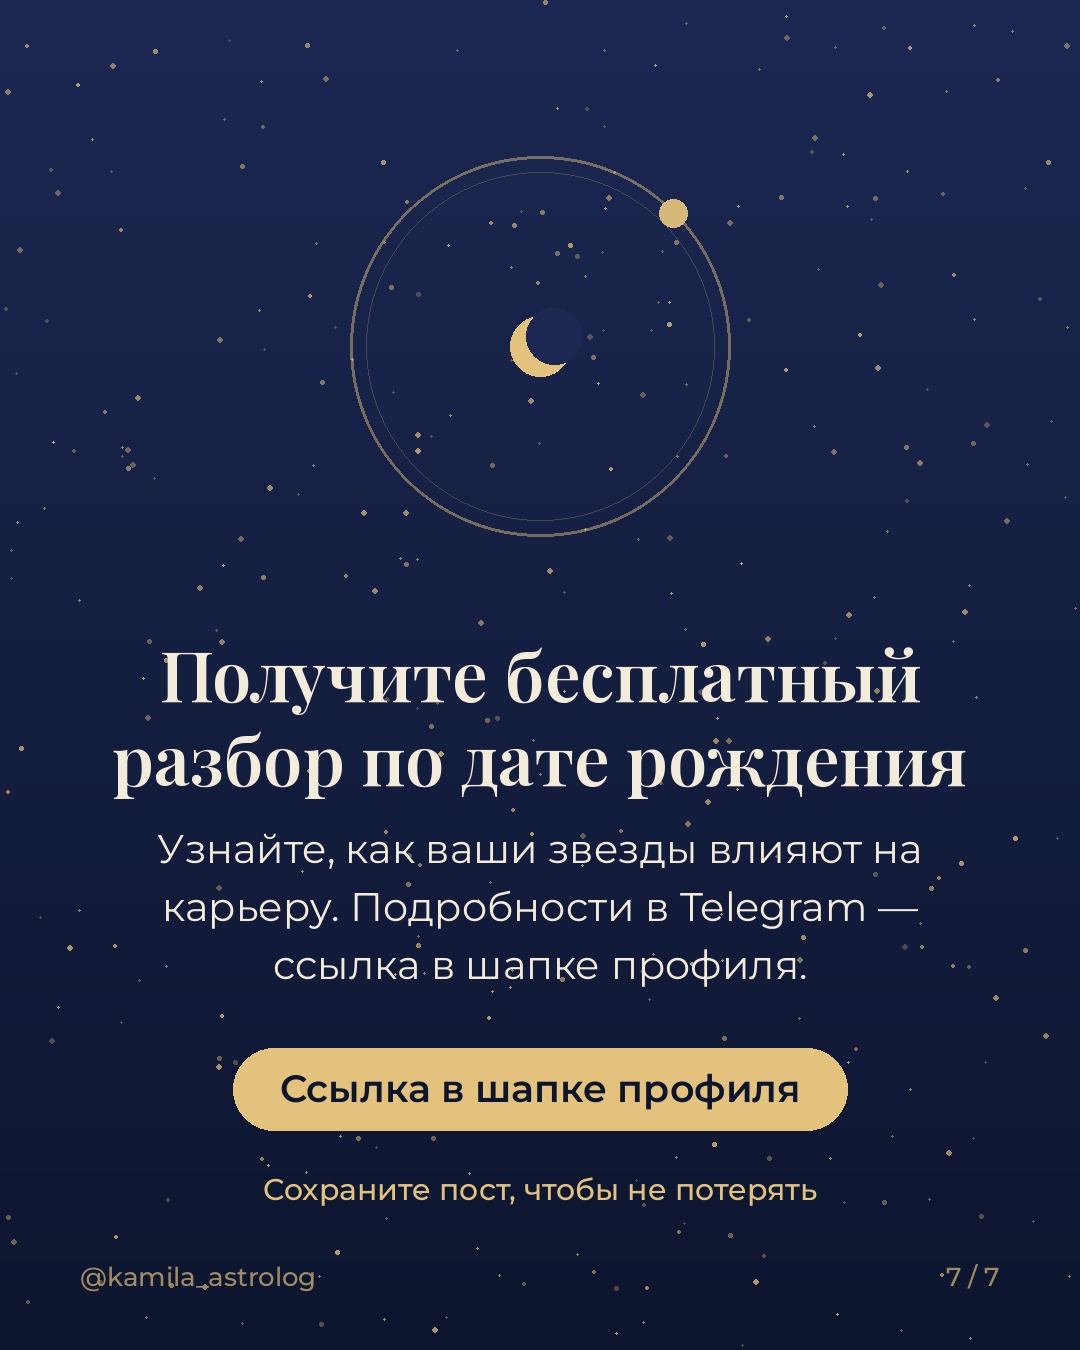 Получите бесплатный
разбор по дате рождения
Узнайте, как ваши звезды влияют на
карьеру. Подробности в Telegram —
ссылка в шапке профиля.
Ссылка в шапке профиля
Сохраните пост, чтобы не потерять
@kamila_astrolog
7 / 7